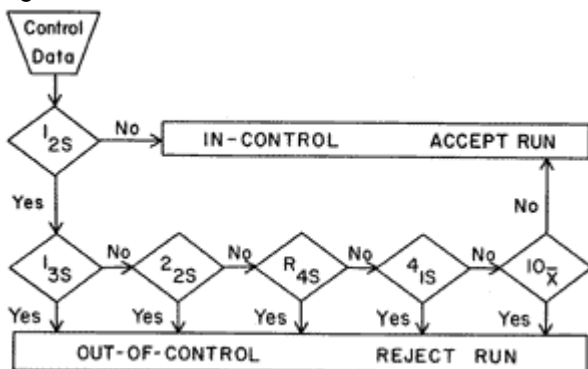 Control
Data
1 2S
No
IN-CONTROL ACCEPT RUN
Yes
No
1 3S
No
2 2S
No
R 4S
No
4 1S
No
10 x̄
Yes
Yes
Yes
Yes
Yes
OUT-OF-CONTROL REJECT RUN